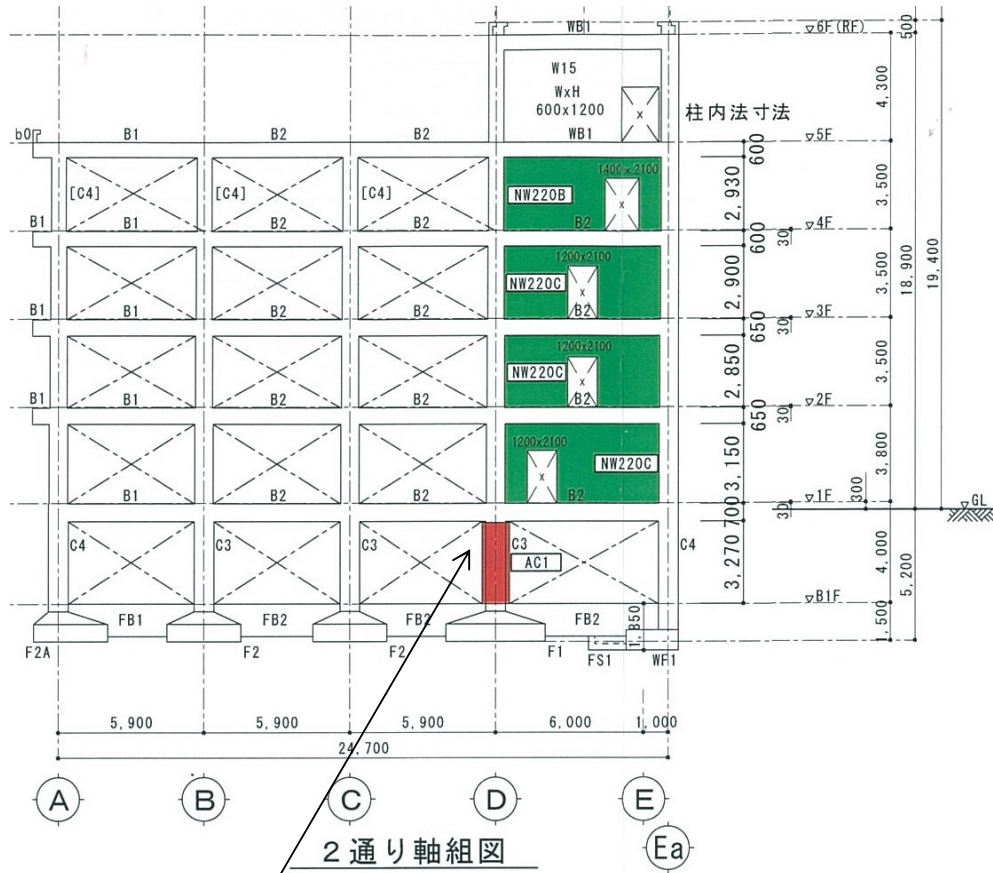 WB1
▽6F(RF)
500
W15
WxH
600x1200
4,300
柱内法寸法
b0
B1
B2
B2
WB1
▽5F
600
1400 x 2100
[C4]
[C4]
[C4]
NW220B
2,930
3,500
B1
B1
B2
B2
B2
▽4F
600
30
1200x2100
NW220C
2,900
3,500
18,900
19,400
B1
B1
B2
B2
B2
▽3F
650
30
1200x2100
NW220C
2,850
3,500
B1
B1
B2
B2
B2
▽2F
650
30
1200x2100
NW220C
3,150
3,800
B1
B2
B2
B2
▽1F
300
GL
700
30
C4
C3
C3
C3
AC1
C4
3,270
4,000
5,200
▽B1F
FB1
FB2
FB2
FB2
1,850
1,500
F2A
F2
F2
F1
FS1
WF1
5,900
5,900
5,900
6,000
1,000
24,700
A
B
C
D
E
Ea
2通り軸組図